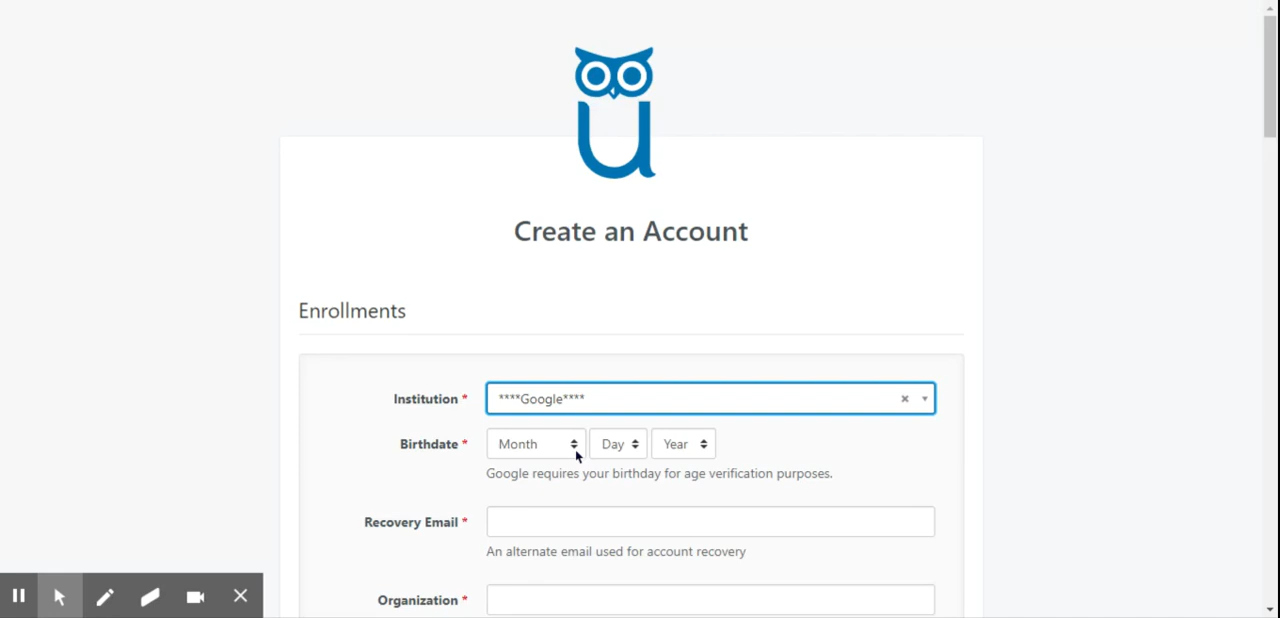 Create an Account
Enrollments
Institution * ****Google****
Birthdate * Month Day Year
Google requires your birthday for age verification purposes.
Recovery Email *
An alternate email used for account recovery
Organization *